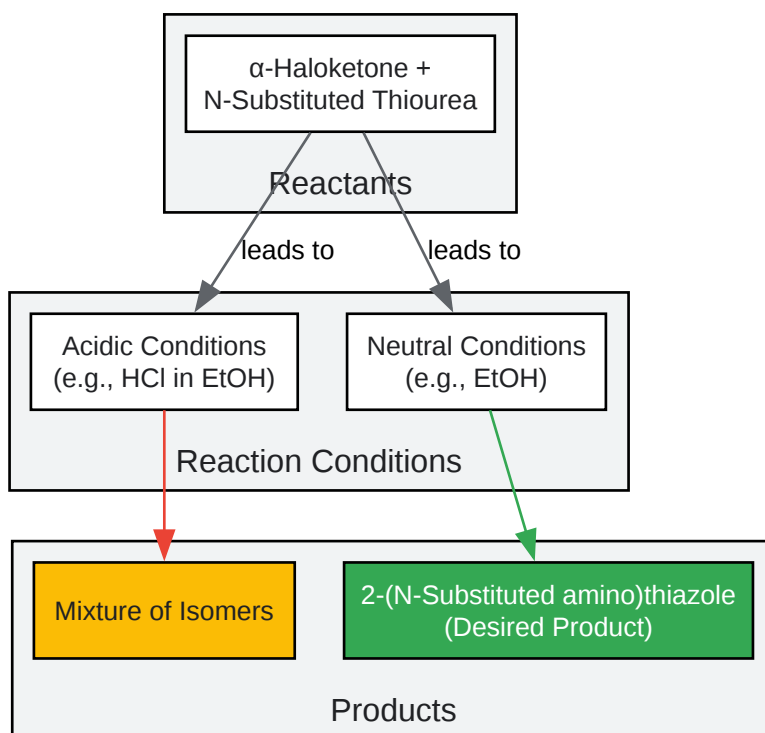 α-Haloketone +
N-Substituted Thiourea
Reactants
leads to
leads to
Acidic Conditions
(e.g., HCl in EtOH)
Neutral Conditions
(e.g., EtOH)
Reaction Conditions
Mixture of Isomers
2-(N-Substituted amino)thiazole
(Desired Product)
Products